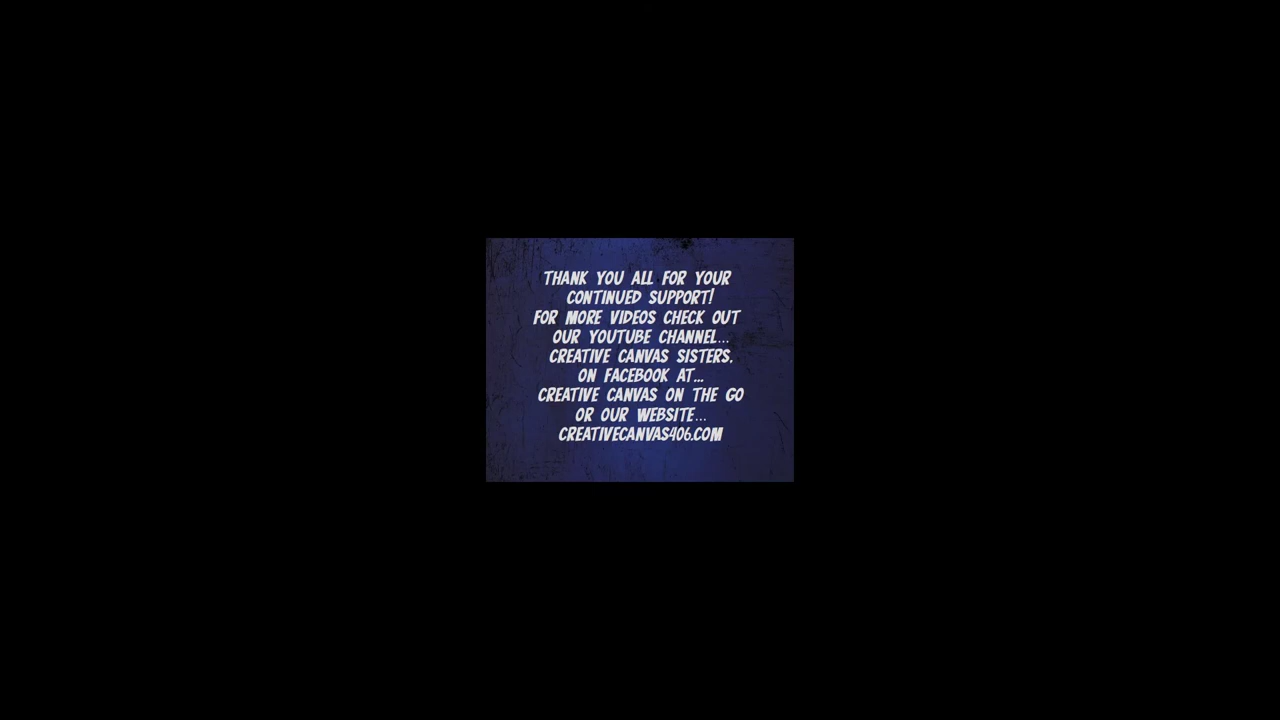 THANK YOU ALL FOR YOUR
CONTINUED SUPPORT!
FOR MORE VIDEOS CHECK OUT
OUR YOUTUBE CHANNEL...
CREATIVE CANVAS SISTERS,
ON FACEBOOK AT...
CREATIVE CANVAS ON THE GO
OR OUR WEBSITE...
CREATIVECANVAS406.COM